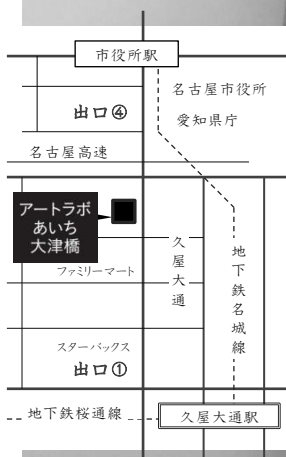 市役所駅
名古屋市役所
出口④
愛知県庁
名古屋高速
アートラボ
あいち
大津橋
久屋大通
地下鉄名城線
ファミリーマート
スターバックス
出口①
地下鉄桜通線
久屋大通駅